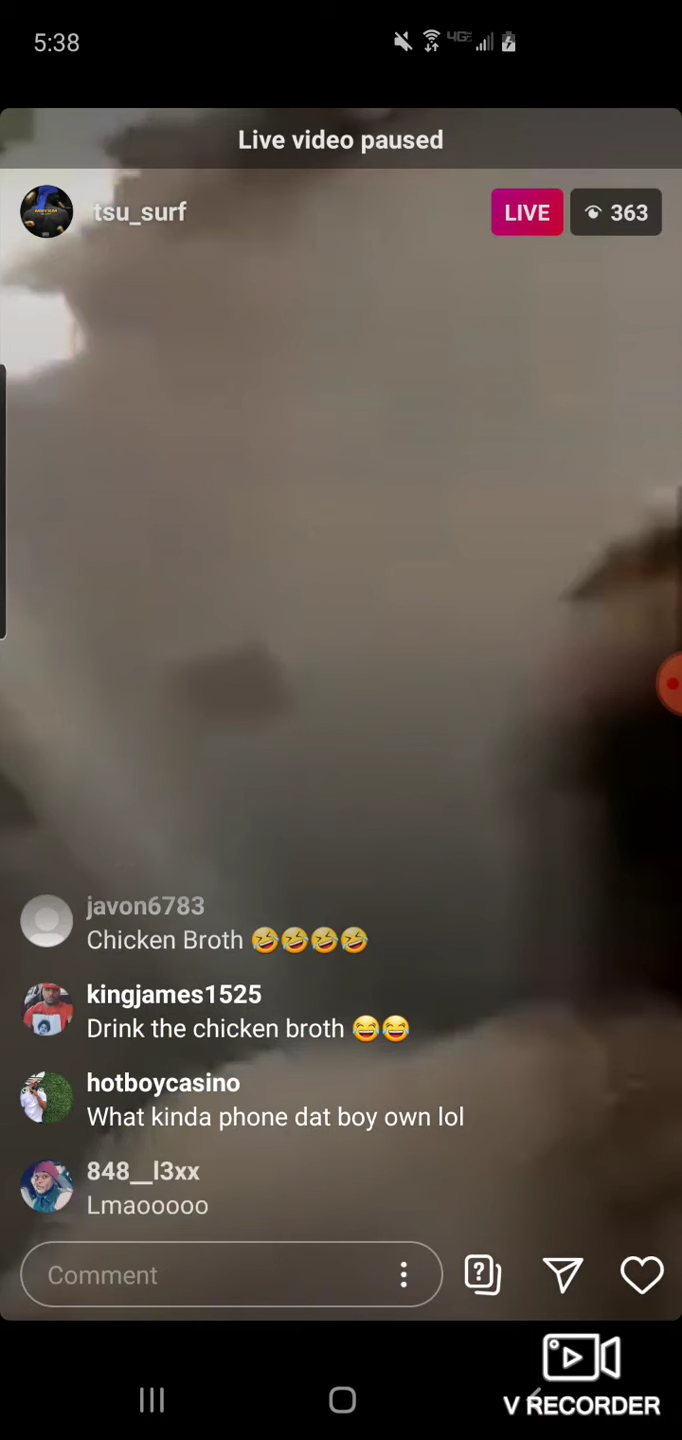 5:38
4G
Live video paused
tsu_surf
LIVE
363
javon6783
Chicken Broth 🤣🤣🤣🤣
kingjames1525
Drink the chicken broth 😂😂
hotboycasino
What kinda phone dat boy own lol
848__l3xx
Lmaooooo
Comment
V RECORDER